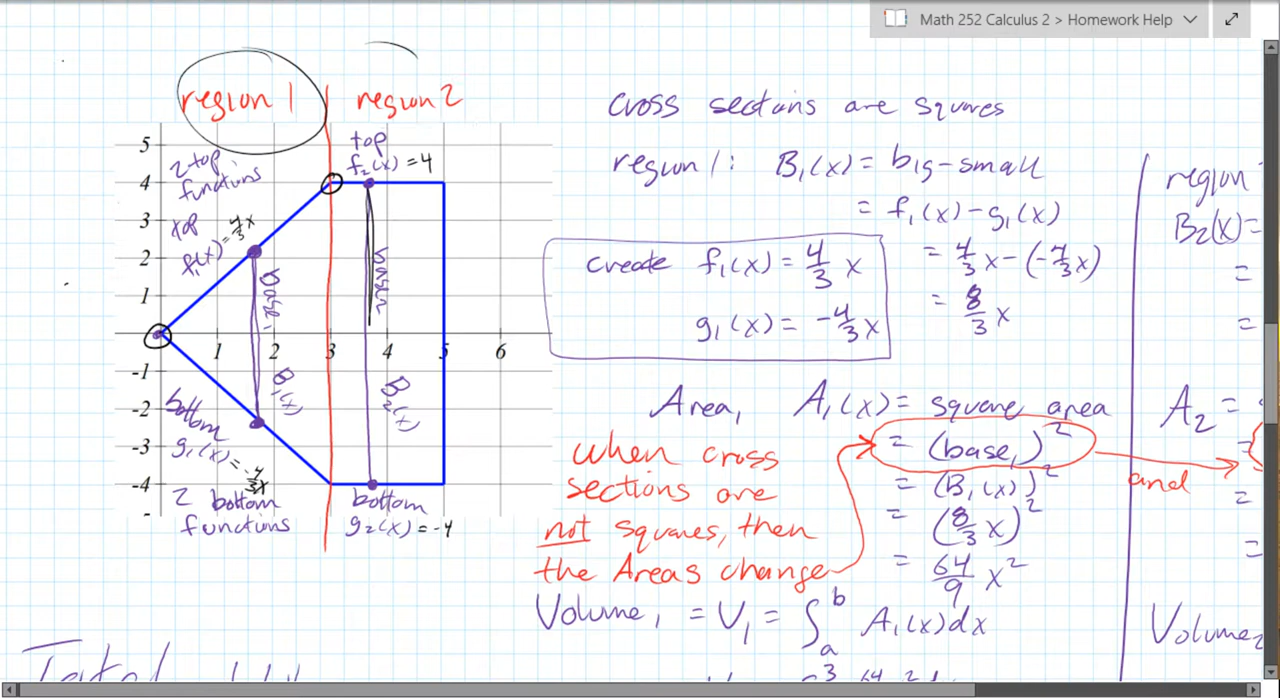 Math 252 Calculus 2 > Homework Help
region 1
region 2
cross sections are squares
5
4
3
2
1
-1
-2
-3
-4
1 2 3 4 5 6
2 top
functions
top
f₁(x) = 4/3 x
top
f₂(x) = 4
base₁
B₁(x)
base₂
B₂(x)
bottom
g₁(x) = -4/3 x
2 bottom
functions
bottom
g₂(x) = -4
region 1: B₁(x) = big - small
= f₁(x) - g₁(x)
= 4/3 x - (-4/3 x)
= 8/3 x
create f₁(x) = 4/3 x
g₁(x) = -4/3 x
Area₁ A₁(x) = square area
= (base₁)²
= (B₁(x))²
= (8/3 x)²
= 64/9 x²
when cross
sections are
not squares, then
the Areas change
and
Volume₁ = V₁ = ∫ₐᵇ A₁(x) dx
region
B₂(x) =
=
=
A₂ =
=
=
=
Volume₂
Total